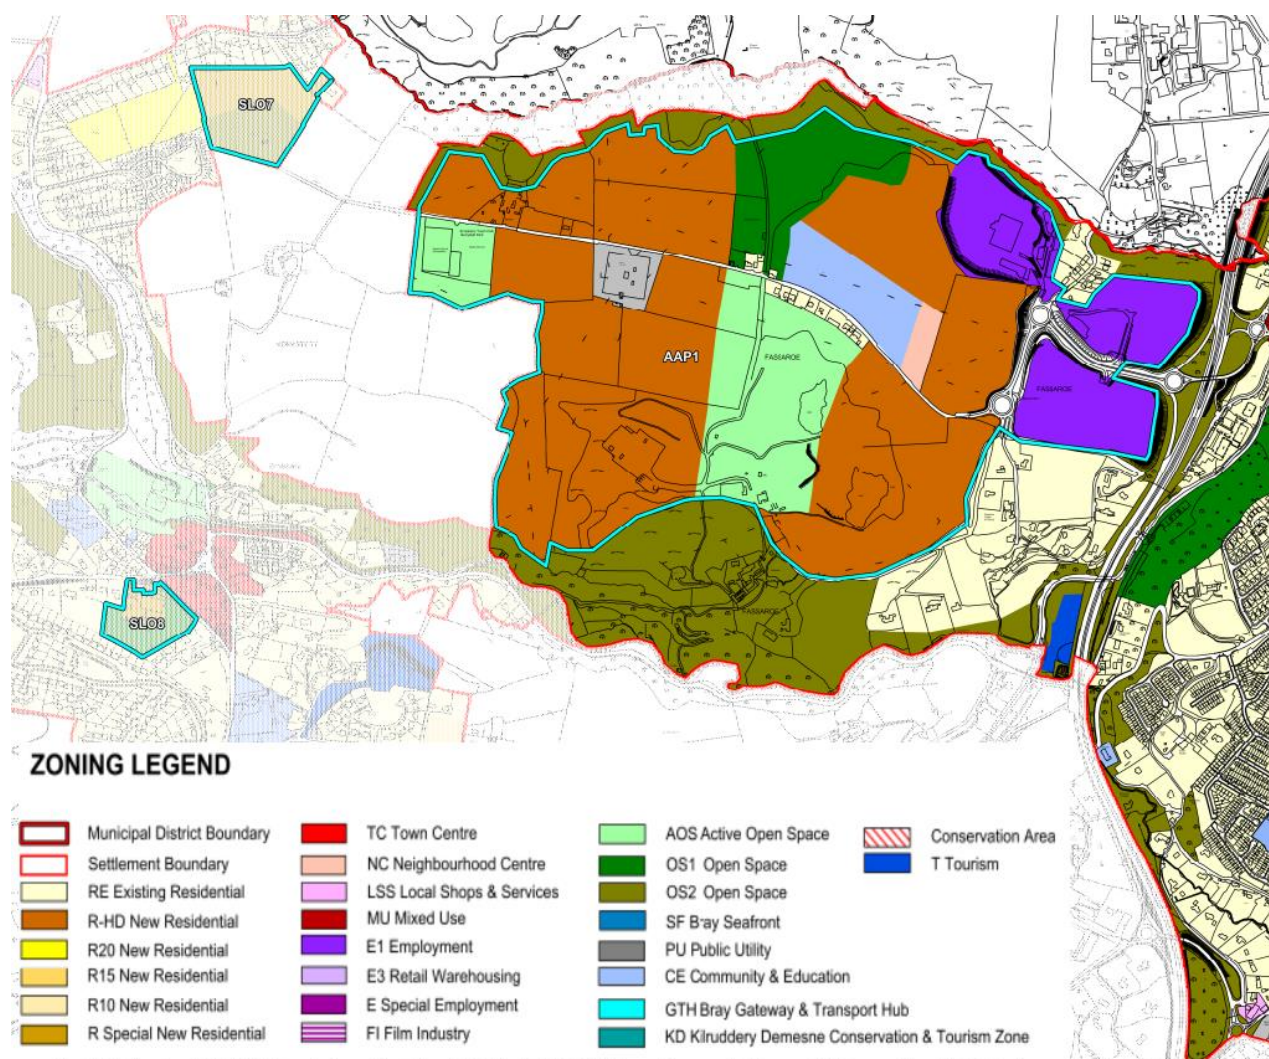 SLO7
AAP1
FASSAROE
FASSAROE
SLO8
FASSAROE
ZONING LEGEND
Municipal District Boundary
Settlement Boundary
RE Existing Residential
R-HD New Residential
R20 New Residential
R15 New Residential
R10 New Residential
R Special New Residential
TC Town Centre
NC Neighbourhood Centre
LSS Local Shops & Services
MU Mixed Use
E1 Employment
E3 Retail Warehousing
E Special Employment
FI Film Industry
AOS Active Open Space
OS1 Open Space
OS2 Open Space
SF Bray Seafront
PU Public Utility
CE Community & Education
GTH Bray Gateway & Transport Hub
KD Kilruddery Demesne Conservation & Tourism Zone
Conservation Area
T Tourism